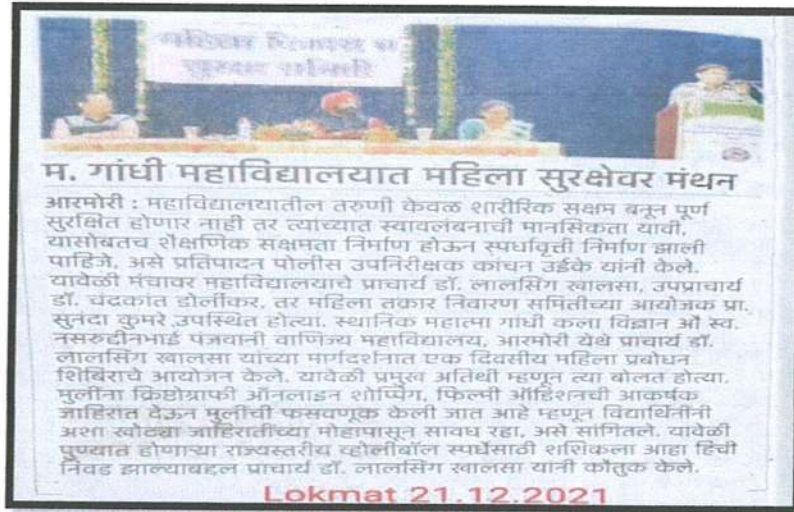 महिला विकास व
म. गांधी महाविद्यालयात महिला सुरक्षेवर मंथन
आरमोरी : महाविद्यालयातील तरुणी केवळ शारीरिक सक्षम बनून पूर्ण
सुरक्षित होणार नाही तर त्याच्यात स्वावलंबनाची मानसिकता यावी,
यासोबतच शैक्षणिक सक्षमता निर्माण होऊन स्पर्धावृत्ती निर्माण झाली
पाहिजे, असे प्रतिपादन पोलीस उपनिरीक्षक कांचन उईके यांनी केले.
यावेळी मंचावर महाविद्यालयाचे प्राचार्य डॉ. लालसिंग खालसा, उपप्राचार्य
डॉ. चंद्रकांत डोर्लीकर, तर महिला तक्रार निवारण समितीच्या आयोजक प्रा.
सुनंदा कुमरे उपस्थित होत्या. स्थानिक महात्मा गांधी कला विज्ञान औ स्व.
नसरुद्दीनभाई पंजवानी वाणिज्य महाविद्यालय, आरमोरी येथे प्राचार्य डॉ.
लालसिंग खालसा यांच्या मार्गदर्शनात एक दिवसीय महिला प्रबोधन
शिबिराचे आयोजन केले. यावेळी प्रमुख अतिथी म्हणून त्या बोलत होत्या.
मुलींना क्रिप्टोग्राफी ऑनलाइन शोप्पिंग, फिल्मी ऑडिशनची आकर्षक
जाहिरात देऊन मुलींची फसवणूक केली जात आहे म्हणून विद्यार्थिनींनी
अशा खोट्या जाहिरातींच्या मोहापासून सावध रहा, असे सांगितले. यावेळी
पुण्यात होणाऱ्या राज्यस्तरीय व्होलीबॉल स्पर्धेसाठी शशिकला आहा हिची
निवड झाल्याबद्दल प्राचार्य डॉ. लालसिंग खालसा यांनी कौतुक केले.
Lokmat 21.12.2021